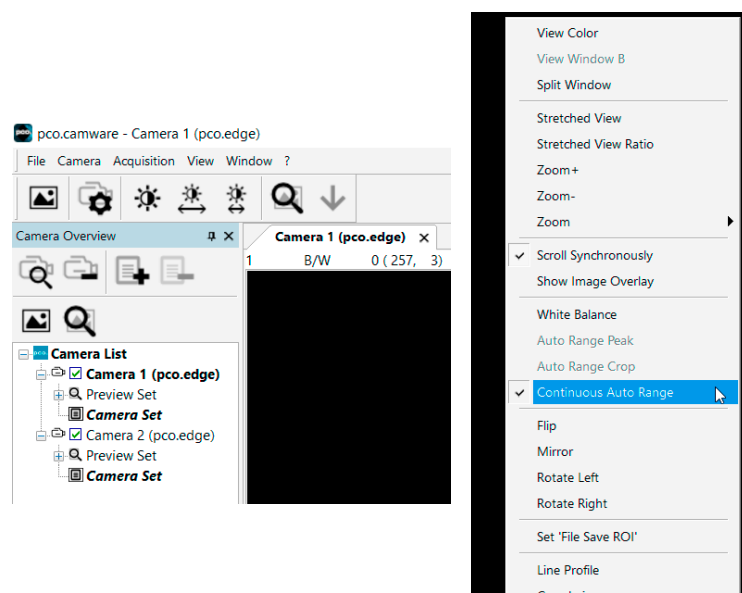 pco.camware - Camera 1 (pco.edge)
File Camera Acquisition View Window ?
Camera Overview
Camera 1 (pco.edge)
1 B/W 0 ( 257, 3)
pco. Camera List
Camera 1 (pco.edge)
Preview Set
Camera Set
Camera 2 (pco.edge)
Preview Set
Camera Set
View Color
View Window B
Split Window
Stretched View
Stretched View Ratio
Zoom+
Zoom-
Zoom
Scroll Synchronously
Show Image Overlay
White Balance
Auto Range Peak
Auto Range Crop
Continuous Auto Range
Flip
Mirror
Rotate Left
Rotate Right
Set 'File Save ROI'
Line Profile